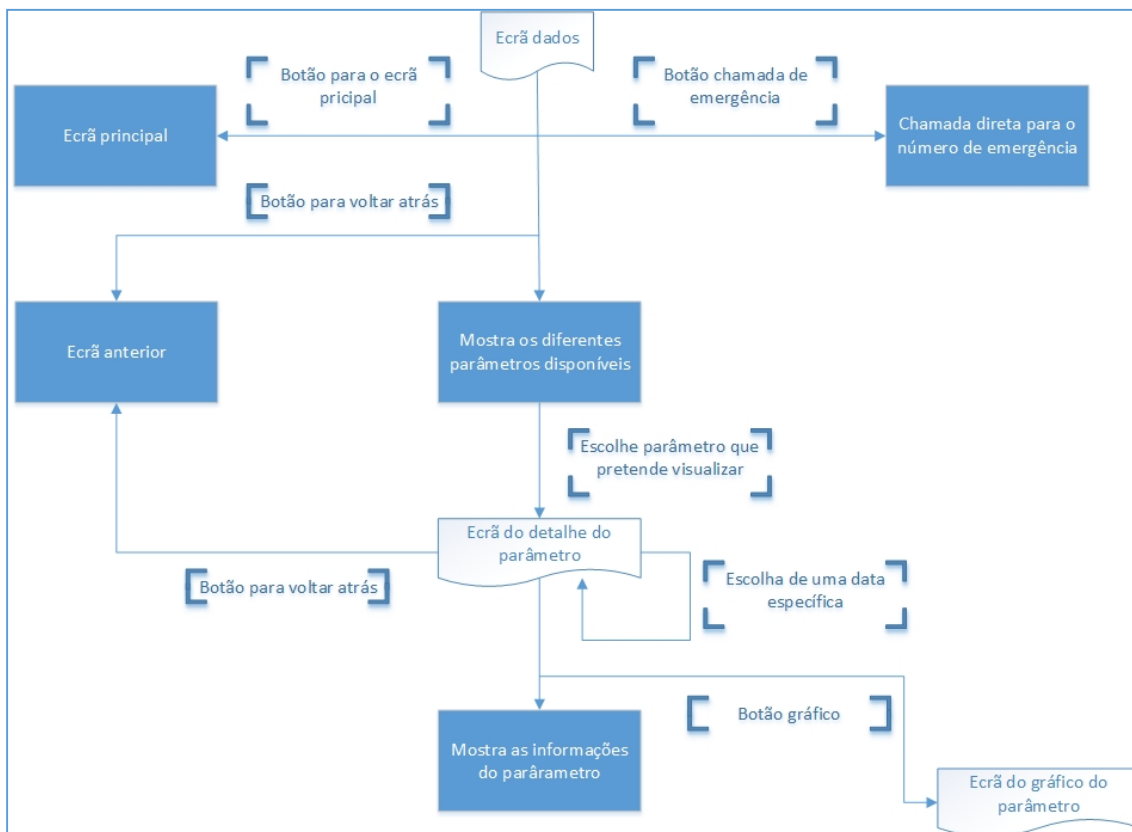 Ecrã dados
Botão para o ecrã
pricipal
Botão chamada de
emergência
Ecrã principal
Chamada direta para o
número de emergência
Botão para voltar atrás
Ecrã anterior
Mostra os diferentes
parâmetros disponíveis
Escolhe parâmetro que
pretende visualizar
Ecrã do detalhe do
parâmetro
Botão para voltar atrás
Escolha de uma data
específica
Botão gráfico
Mostra as informações
do parârametro
Ecrã do gráfico do
parâmetro